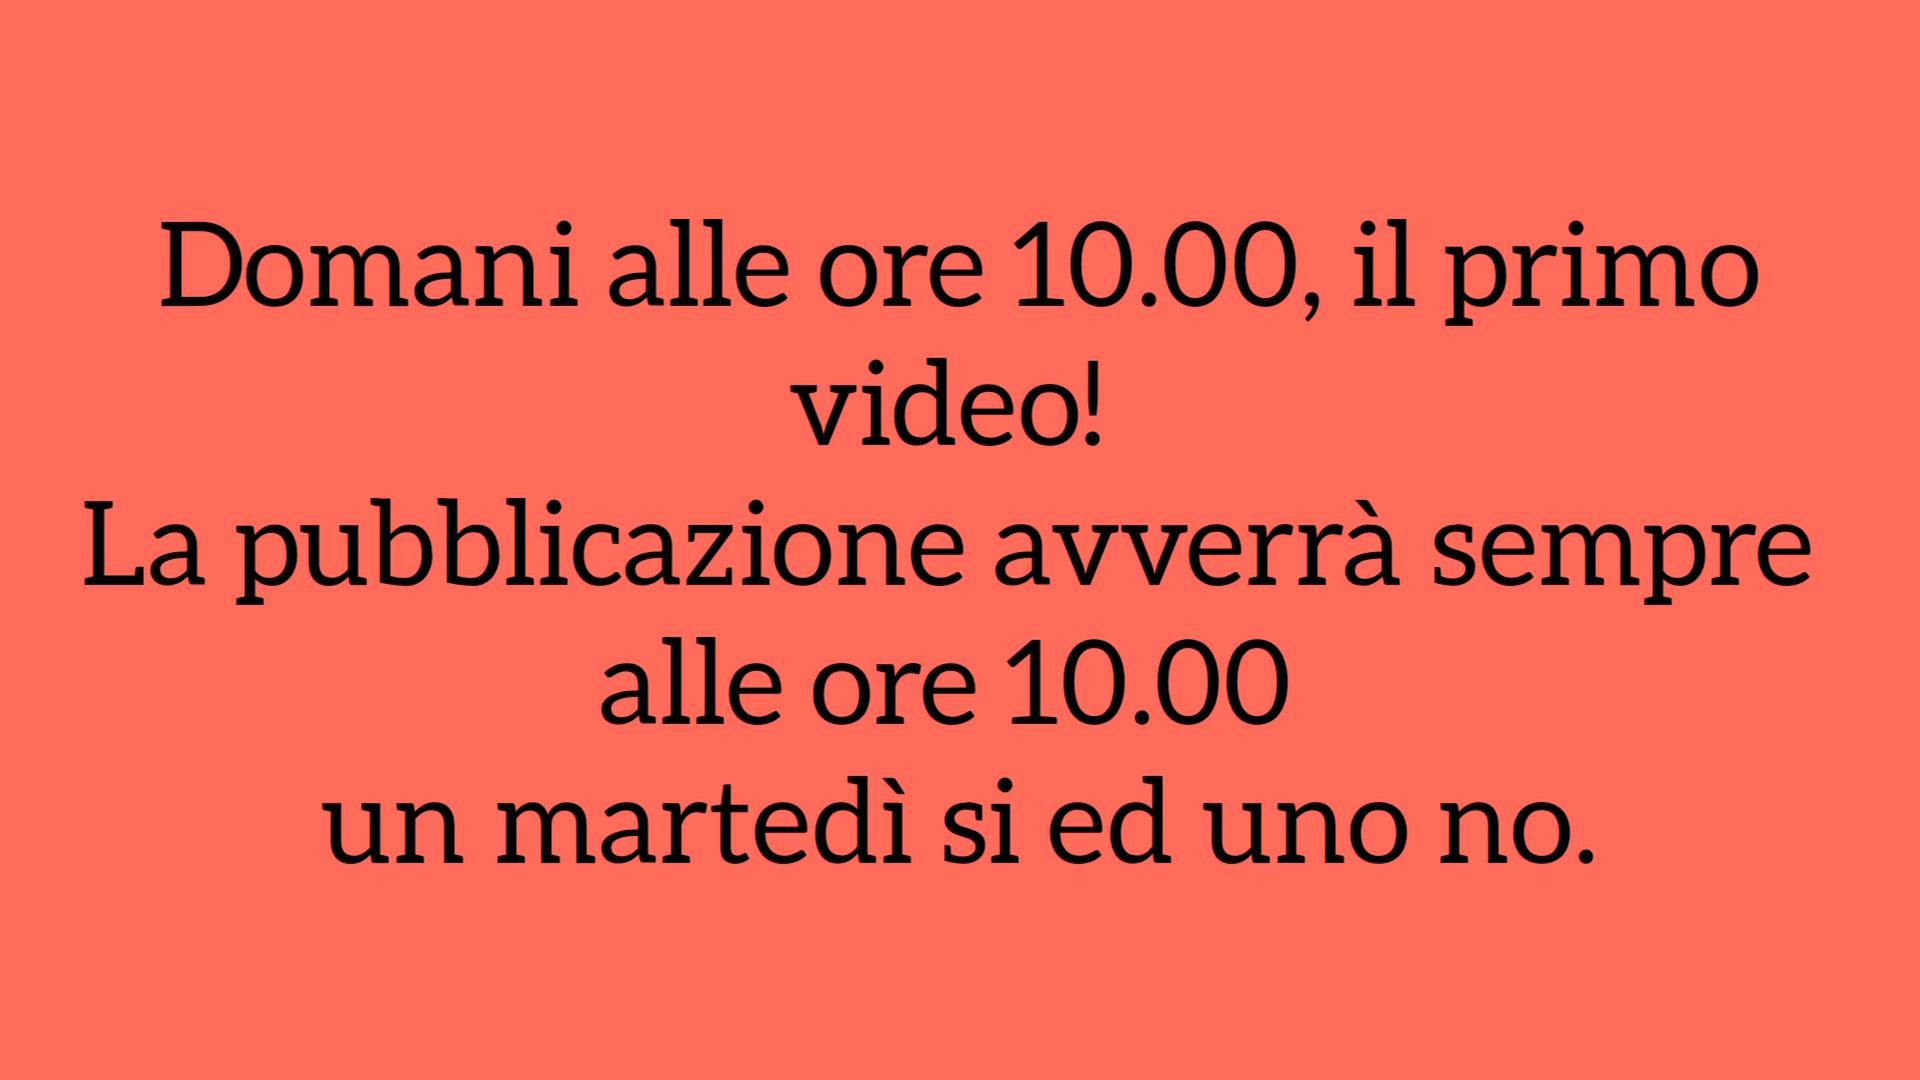 Domani alle ore 10.00, il primo
video!
La pubblicazione avverrà sempre
alle ore 10.00
un martedì si ed uno no.